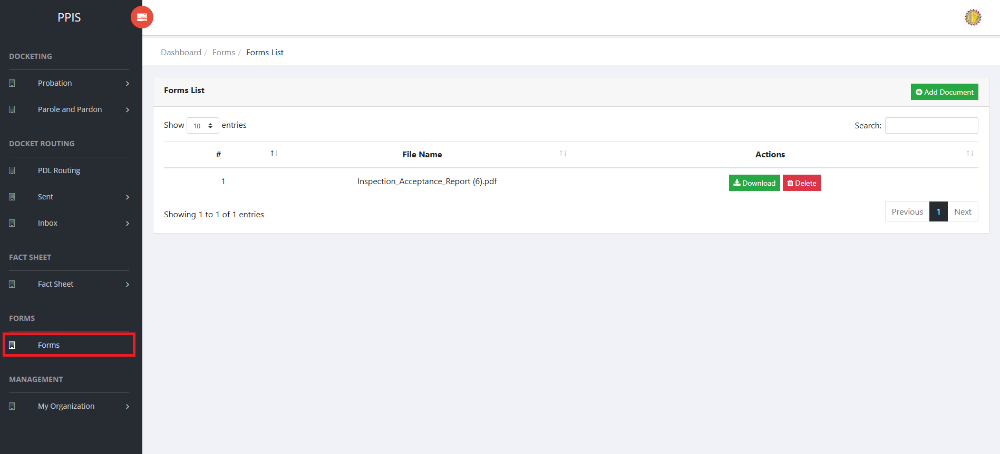 PPIS
DOCKETING
Probation
Parole and Pardon
DOCKET ROUTING
PDL Routing
Sent
Inbox
FACT SHEET
Fact Sheet
FORMS
Forms
MANAGEMENT
My Organization
Dashboard / Forms / Forms List
Forms List
Add Document
Show 10 entries
Search:
# File Name Actions
1 Inspection_Acceptance_Report (6).pdf Download Delete
Showing 1 to 1 of 1 entries
Previous 1 Next